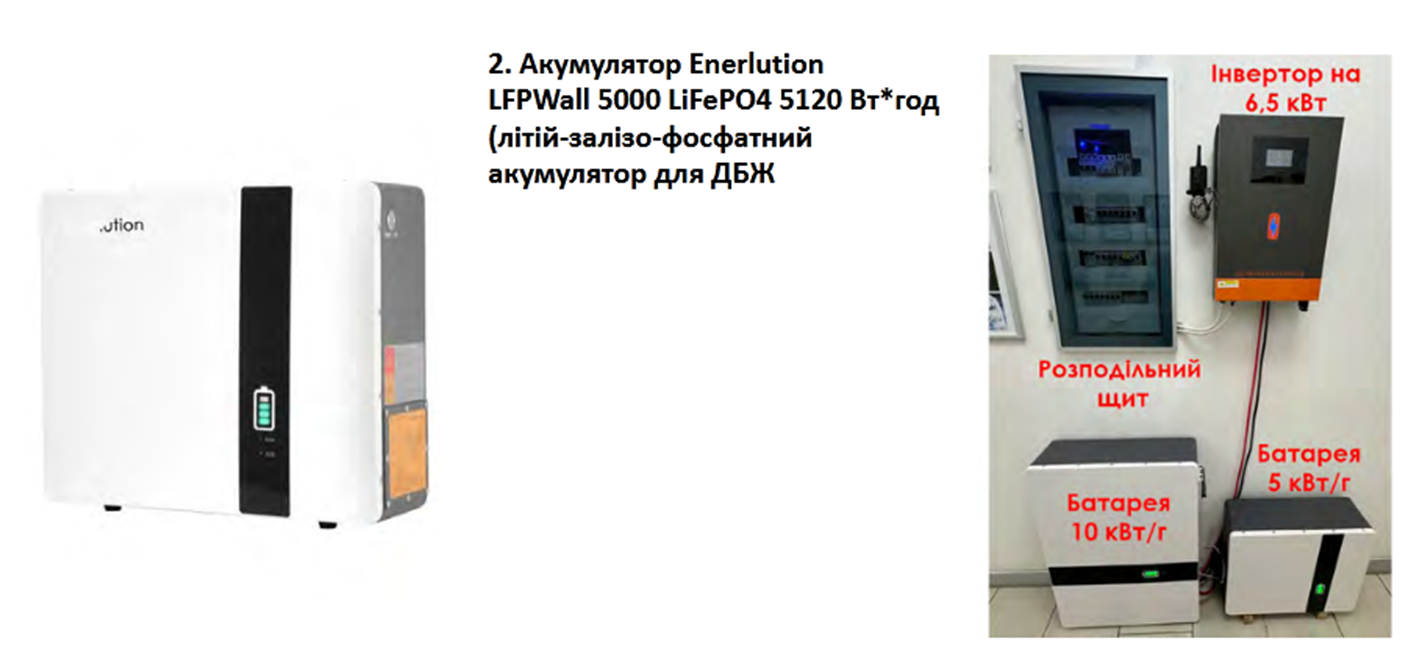 2. Акумулятор Enerlution
LFPWall 5000 LiFePO4 5120 Вт*год
(літій-залізо-фосфатний
акумулятор для ДБЖ
.ution
Інвертор на
6,5 кВт
Розподільний
щит
Батарея
5 кВт/г
Батарея
10 кВт/г